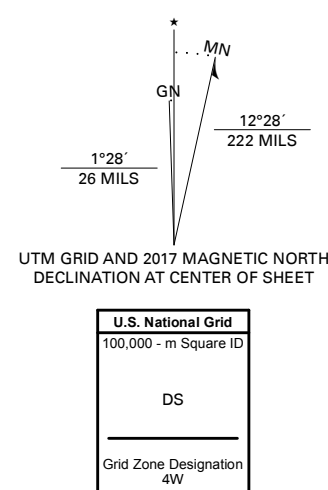 ★
MN
GN
1°28´
26 MILS
12°28´
222 MILS
UTM GRID AND 2017 MAGNETIC NORTH
DECLINATION AT CENTER OF SHEET
U.S. National Grid
100,000 - m Square ID
DS
Grid Zone Designation
4W